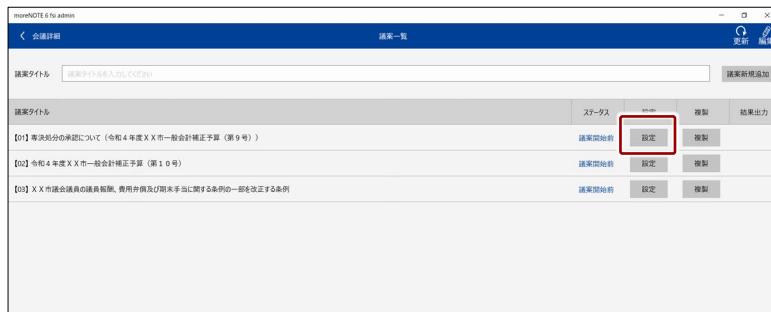 moreNOTE 6 fsi admin
会議詳細
議案一覧
更新
編集
議案タイトル
議案タイトルを入力してください
議案新規追加
議案タイトル
ステータス
設定
複製
結果出力
【01】専決処分の承認について（令和４年度ＸＸ市一般会計補正予算（第９号））
議案開始前
設定
複製
【02】令和４年度ＸＸ市一般会計補正予算（第１０号）
議案開始前
設定
複製
【03】ＸＸ市議会議員の議員報酬、費用弁償及び期末手当に関する条例の一部を改正する条例
議案開始前
設定
複製